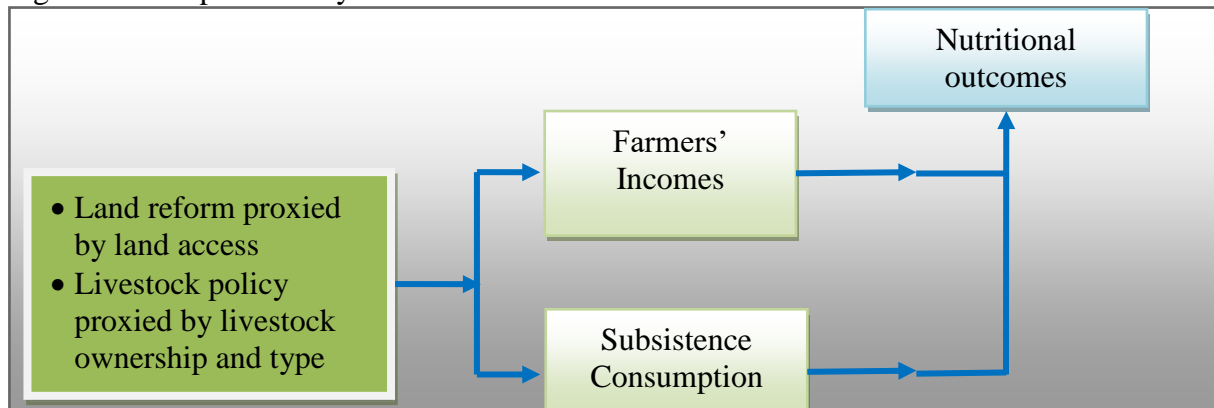 Nutritional
outcomes
Farmers’
Incomes
• Land reform proxied
by land access
• Livestock policy
proxied by livestock
ownership and type
Subsistence
Consumption